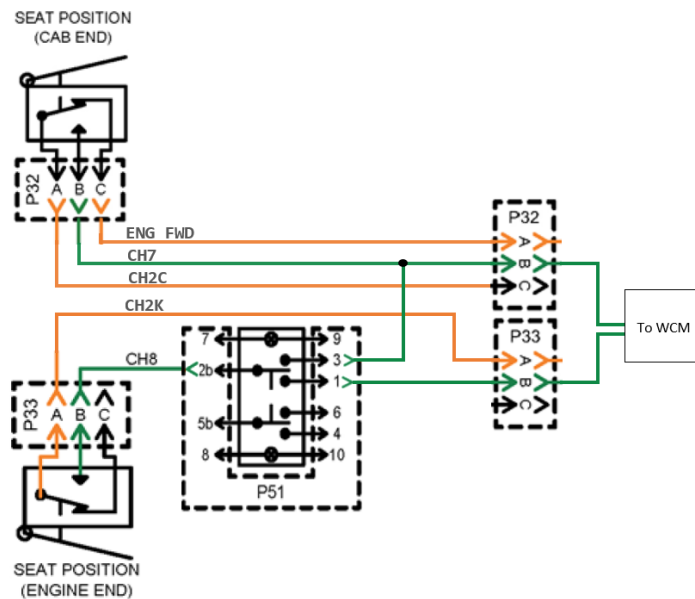 SEAT POSITION
(CAB END)
P32
A B C
ENG FWD
CH7
CH2C
P32
A
B
C
To WCM
CH2K
P33
A
B
C
7
9
3
2b
1
6
5b
4
8
10
P51
CH8
P33
A B C
SEAT POSITION
(ENGINE END)